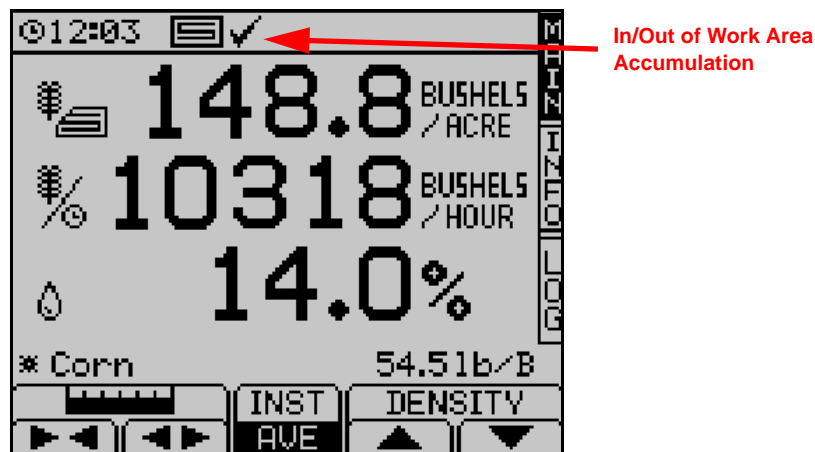 12:03
In/Out of Work Area
Accumulation
148.8 BUSHELS
/ACRE
10318 BUSHELS
/HOUR
14.0%
MAIN
INFO
LOG
Corn 54.5lb/B
INST DENSITY
AVE